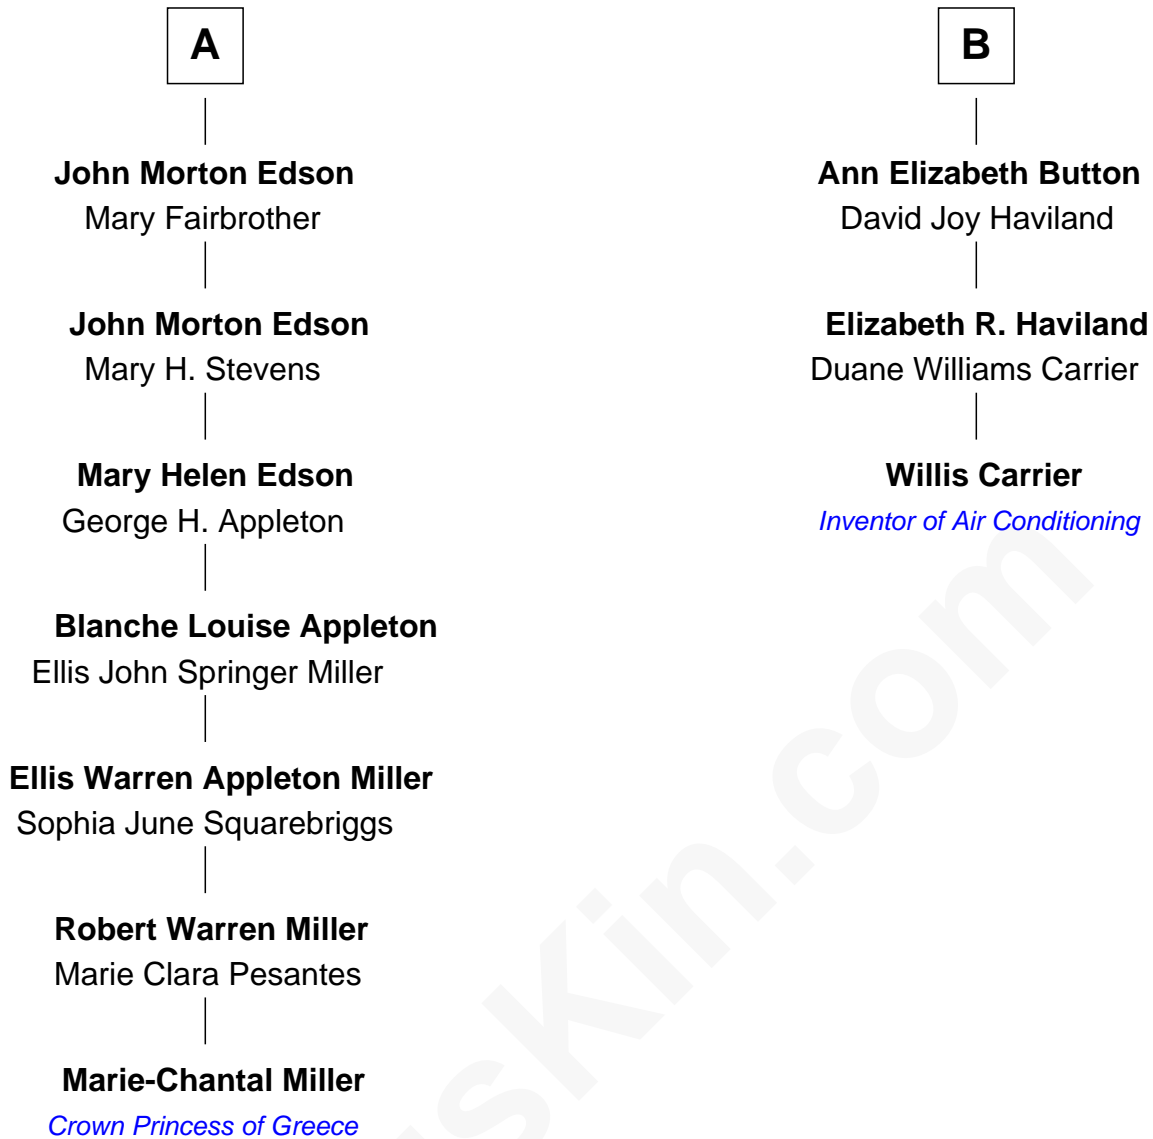 A
John Morton Edson
Mary Fairbrother
John Morton Edson
Mary H. Stevens
Mary Helen Edson
George H. Appleton
Blanche Louise Appleton
Ellis John Springer Miller
Ellis Warren Appleton Miller
Sophia June Squarebriggs
Robert Warren Miller
Marie Clara Pesantes
Marie-Chantal Miller
Crown Princess of Greece
B
Ann Elizabeth Button
David Joy Haviland
Elizabeth R. Haviland
Duane Williams Carrier
Willis Carrier
Inventor of Air Conditioning
sKin.com